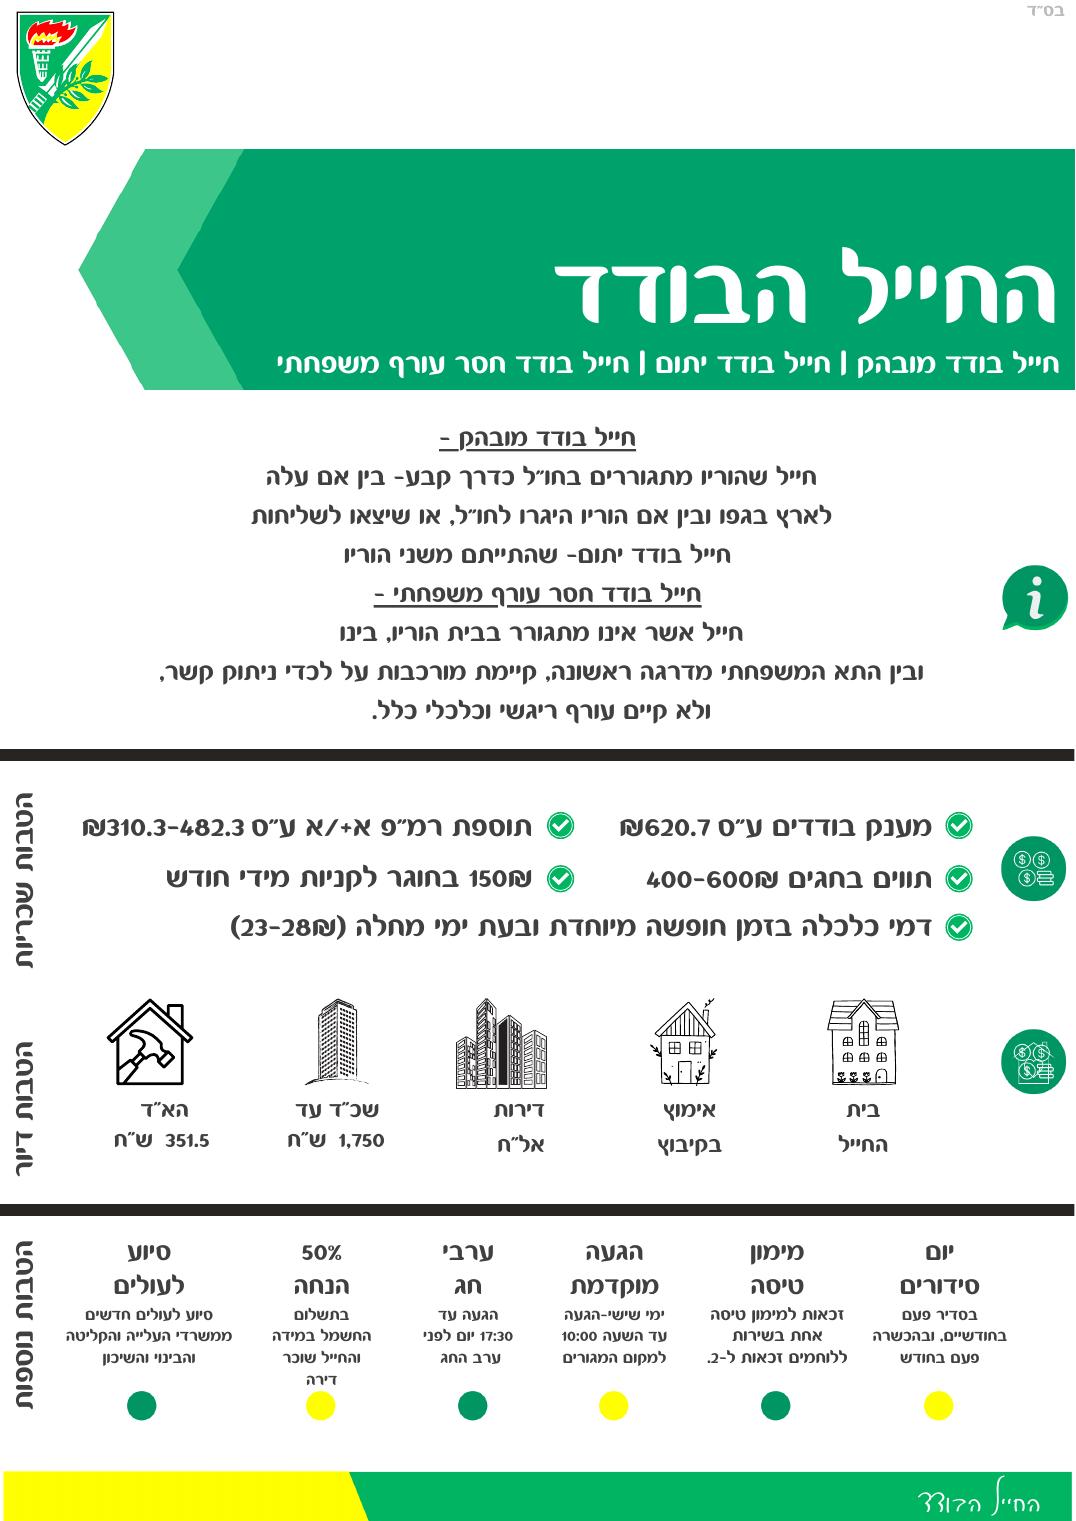 בס״ד
החייל הבודד
חייל בודד מובהק | חייל בודד יתום | חייל בודד חסר עורף משפחתי
חייל בודד מובהק -
חייל שהוריו מתגוררים בחו״ל כדרך קבע- בין אם עלה
לארץ בגפו ובין אם הוריו היגרו לחו״ל, או שיצאו לשליחות
חייל בודד יתום- שהתייתם משני הוריו
חייל בודד חסר עורף משפחתי -
חייל אשר אינו מתגורר בבית הוריו, בינו
ובין התא המשפחתי מדרגה ראשונה, קיימת מורכבות על לכדי ניתוק קשר,
ולא קיים עורף ריגשי וכלכלי כלל.
הטבות שכריות
מענק בודדים ע״ס 620.7₪
תוספת רמ״פ א+/א ע״ס 310.3-482.3₪
תווים בחגים 400-600₪
150₪ בחוגר לקניות מידי חודש
דמי כלכלה בזמן חופשה מיוחדת ובעת ימי מחלה (23-28₪)
הטבות דיור
בית
החייל
אימוץ
בקיבוץ
דירות
אל״ח
שכ״ד עד
1,750 ש״ח
הא״ד
351.5 ש״ח
הטבות נוספות
יום
סידורים
בסדיר פעם
בחודשיים, ובהכשרה
פעם בחודש
מימון
טיסה
זכאות למימון טיסה
אחת בשירות
ללוחמים זכאות ל-2.
הגעה
מוקדמת
ימי שישי-הגעה
עד השעה 10:00
למקום המגורים
ערבי
חג
הגעה עד
17:30 יום לפני
ערב החג
50%
הנחה
בתשלום
החשמל במידה
והחייל שוכר
דירה
סיוע
לעולים
סיוע לעולים חדשים
ממשרדי העלייה והקליטה
והבינוי והשיכון
החייל הבודד